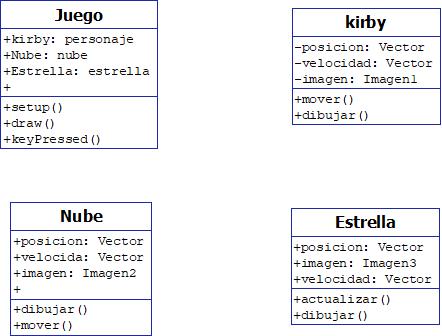 Juego
+kirby: personaje
+Nube: nube
+Estrella: estrella
+
+setup()
+draw()
+keyPressed()
kirby
-posicion: Vector
-velocidad: Vector
-imagen: Imagen1
+mover()
+dibujar()
Nube
+posicion: Vector
+velocida: Vector
+imagen: Imagen2
+
+dibujar()
+mover()
Estrella
+posicion: Vector
+imagen: Imagen3
+velocidad: Vector
+actualizar()
+dibujar()